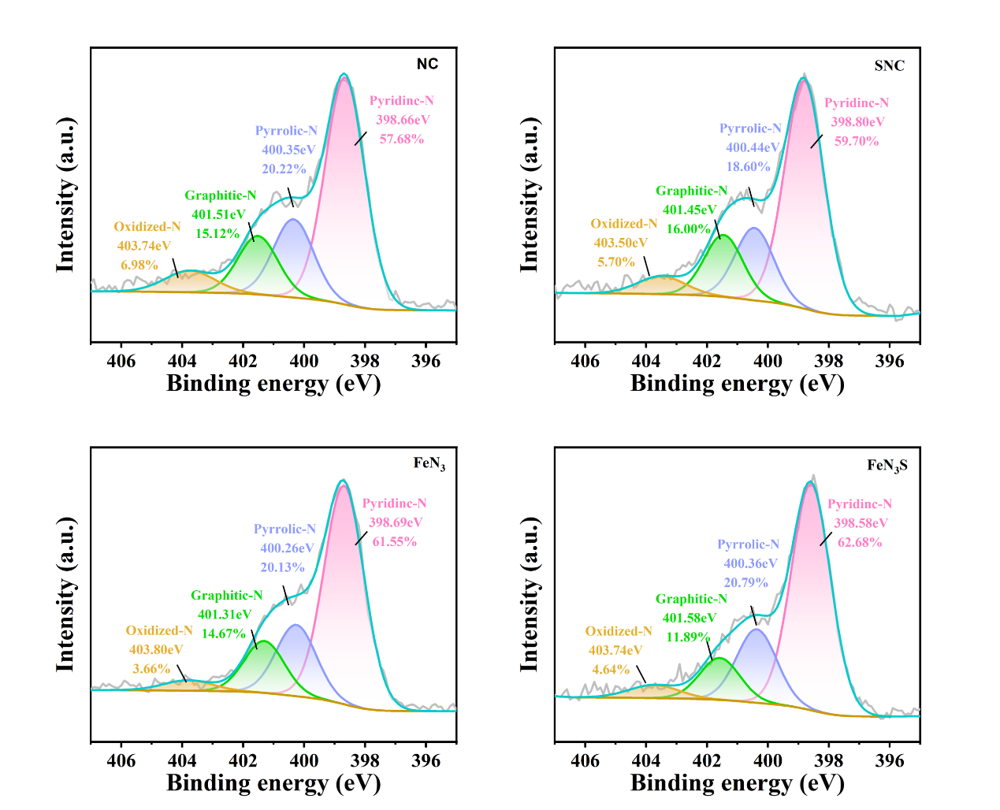 NC
Pyridinc-N
398.66eV
57.68%
Pyrrolic-N
400.35eV
20.22%
Graphitic-N
401.51eV
15.12%
Oxidized-N
403.74eV
6.98%
Intensity (a.u.)
406 404 402 400 398 396
Binding energy (eV)
SNC
Pyridinc-N
398.80eV
59.70%
Pyrrolic-N
400.44eV
18.60%
Graphitic-N
401.45eV
16.00%
Oxidized-N
403.50eV
5.70%
Intensity (a.u.)
406 404 402 400 398 396
Binding energy (eV)
FeN₃
Pyridinc-N
398.69eV
61.55%
Pyrrolic-N
400.26eV
20.13%
Graphitic-N
401.31eV
14.67%
Oxidized-N
403.80eV
3.66%
Intensity (a.u.)
406 404 402 400 398 396
Binding energy (eV)
FeN₃S
Pyridinc-N
398.58eV
62.68%
Pyrrolic-N
400.36eV
20.79%
Graphitic-N
401.58eV
11.89%
Oxidized-N
403.74eV
4.64%
Intensity (a.u.)
406 404 402 400 398 396
Binding energy (eV)